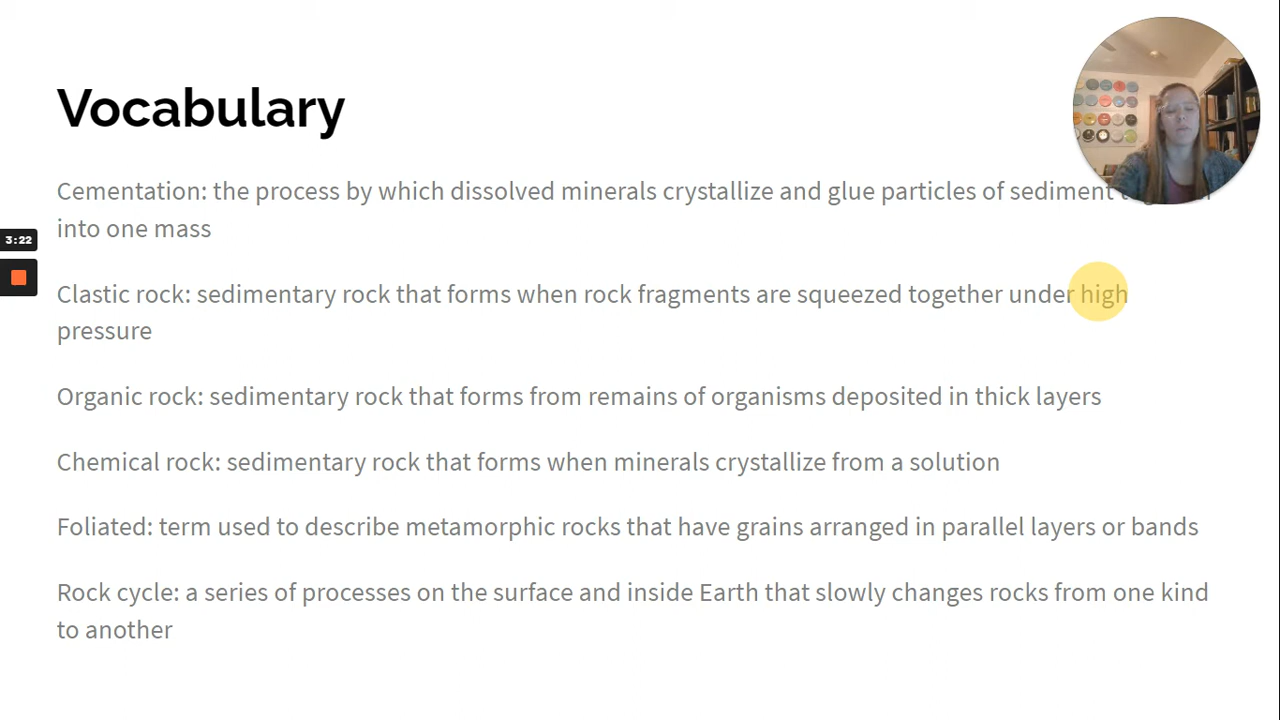 Vocabulary
Cementation: the process by which dissolved minerals crystallize and glue particles of sediment
into one mass
3:22
Clastic rock: sedimentary rock that forms when rock fragments are squeezed together under high
pressure
Organic rock: sedimentary rock that forms from remains of organisms deposited in thick layers
Chemical rock: sedimentary rock that forms when minerals crystallize from a solution
Foliated: term used to describe metamorphic rocks that have grains arranged in parallel layers or bands
Rock cycle: a series of processes on the surface and inside Earth that slowly changes rocks from one kind
to another